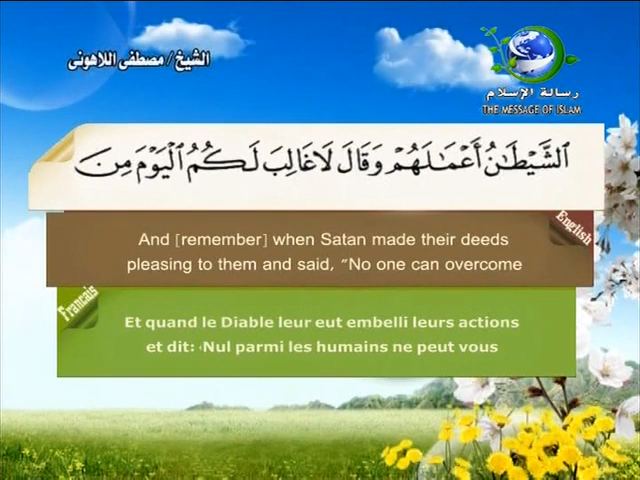 الشيخ / مصطفى اللاهونى
رسالة الإسلام
THE MESSAGE OF ISLAM
الشَّيْطَٰنُ أَعْمَٰلَهُمْ وَقَالَ لَا غَالِبَ لَكُمُ ٱلْيَوْمَ مِنَ
English
And [remember] when Satan made their deeds
pleasing to them and said, "No one can overcome
Francais
Et quand le Diable leur eut embelli leurs actions
et dit: ‹Nul parmi les humains ne peut vous